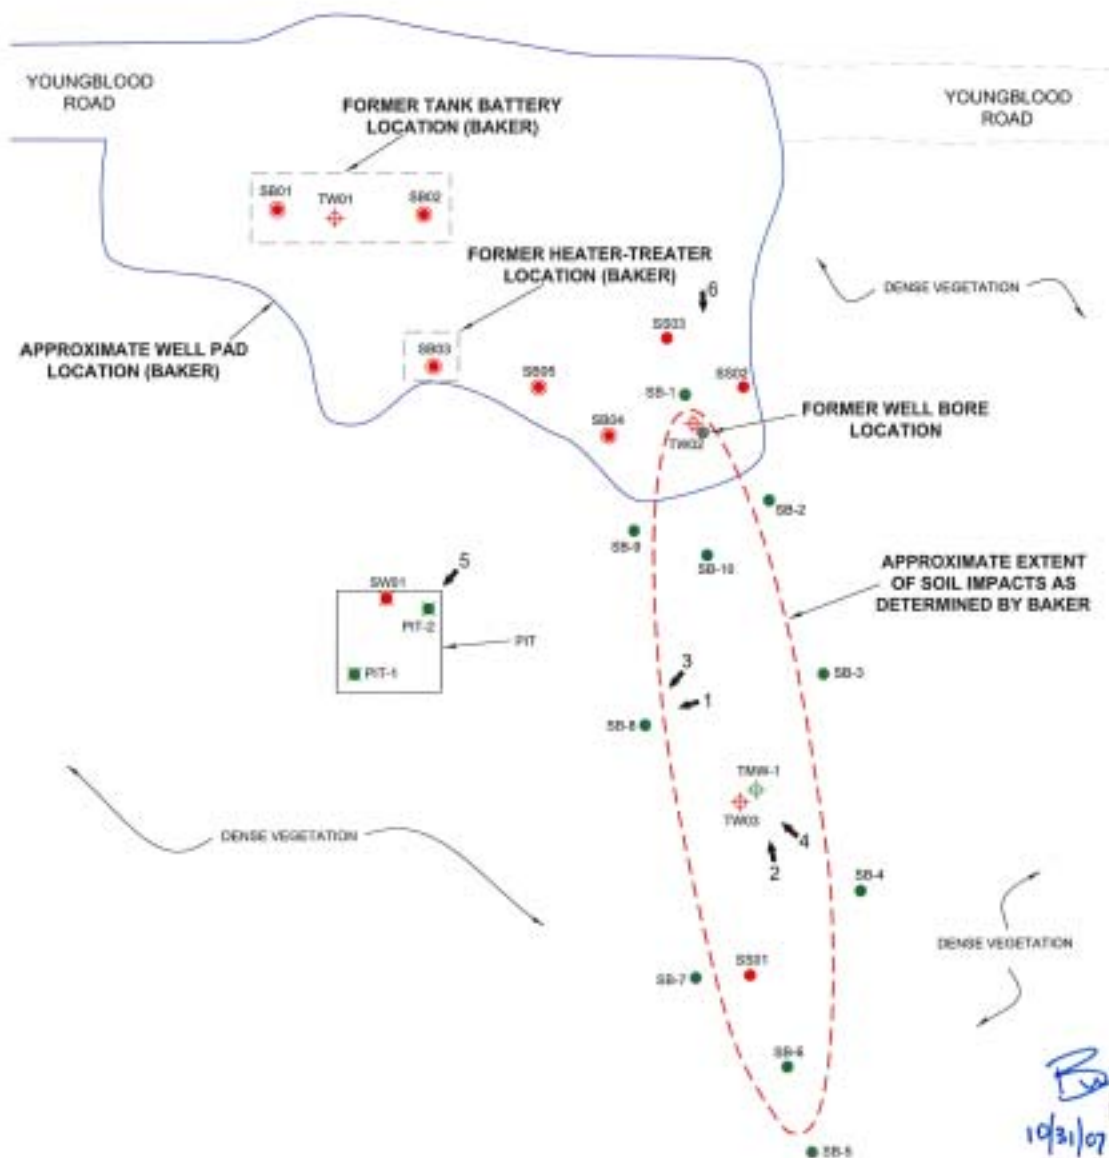 YOUNGBLOOD
ROAD
YOUNGBLOOD
ROAD
FORMER TANK BATTERY
LOCATION (BAKER)
SB01
TW01
SB02
FORMER HEATER-TREATER
LOCATION (BAKER)
6
DENSE VEGETATION
SS03
APPROXIMATE WELL PAD
LOCATION (BAKER)
SB03
SB05
SS02
SB-1
FORMER WELL BORE
LOCATION
SB04
TW02
SB-2
SB-9
SB-10
APPROXIMATE EXTENT
OF SOIL IMPACTS AS
DETERMINED BY BAKER
5
SW01
PIT-2
PIT
PIT-1
3
1
SB-3
SB-8
TMW-1
TW03
4
2
DENSE VEGETATION
SB-4
DENSE VEGETATION
SS01
SB-7
SB-6
10/31/07
SB-5